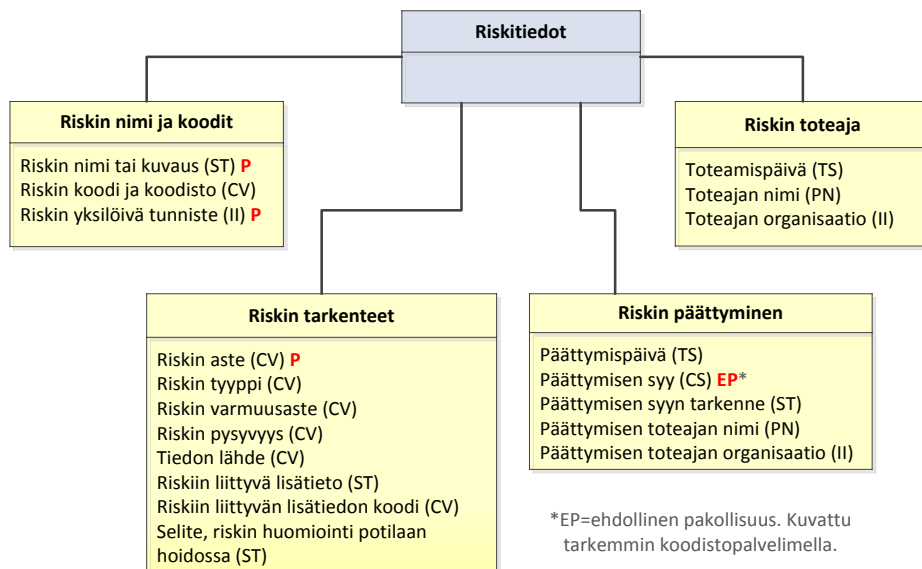 Riskitiedot
Riskin nimi ja koodit
Riskin nimi tai kuvaus (ST) P
Riskin koodi ja koodisto (CV)
Riskin yksilöivä tunniste (II) P
Riskin toteaja
Toteamispäivä (TS)
Toteajan nimi (PN)
Toteajan organisaatio (II)
Riskin tarkenteet
Riskin aste (CV) P
Riskin tyyppi (CV)
Riskin varmuusaste (CV)
Riskin pysyvyys (CV)
Tiedon lähde (CV)
Riskiin liittyvä lisätieto (ST)
Riskiin liittyvän lisätiedon koodi (CV)
Selite, riskin huomiointi potilaan
hoidossa (ST)
Riskin päättyminen
Päättymispäivä (TS)
Päättymisen syy (CS) EP*
Päättymisen syyn tarkenne (ST)
Päättymisen toteajan nimi (PN)
Päättymisen toteajan organisaatio (II)
*EP=ehdollinen pakollisuus. Kuvattu
tarkemmin koodistopalvelimella.